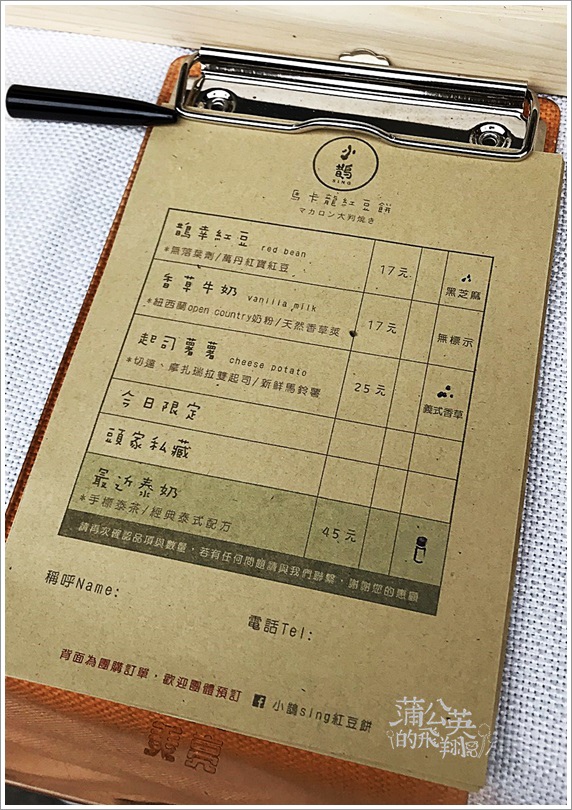 小鵲
SING
馬卡龍紅豆餅
マカロン大判焼き
鵲幸紅豆 red bean
*無落葉劑/萬丹紅寶紅豆
17元
黑芝麻
香草牛奶 vanilla milk
*紐西蘭open country奶粉/天然香草莢
17元
無標示
起司薯薯 cheese potato
*切達、摩扎瑞拉雙起司/新鮮馬鈴薯
25元
義式香草
今日限定
頭家私藏
最近泰奶
*手標泰茶/經典泰式配方
45元
請再次確認品項與數量，若有任何問題請與我們聯繫，謝謝您的惠顧
稱呼Name:
電話Tel:
背面為團購訂單，歡迎團體預訂
小鵲sing紅豆餅
蒲公英
的飛翔